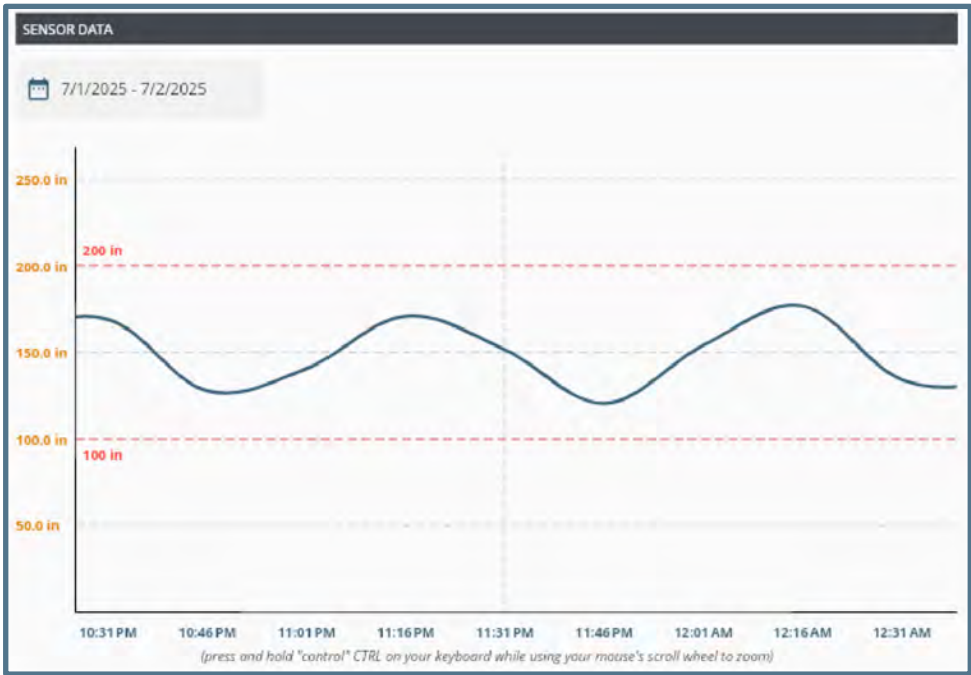 SENSOR DATA
7/1/2025 - 7/2/2025
250.0 in
200 in
200.0 in
150.0 in
100.0 in
100 in
50.0 in
10:31 PM 10:46 PM 11:01 PM 11:16 PM 11:31 PM 11:46 PM 12:01 AM 12:16 AM 12:31 AM
(press and hold "control" CTRL on your keyboard while using your mouse's scroll wheel to zoom)